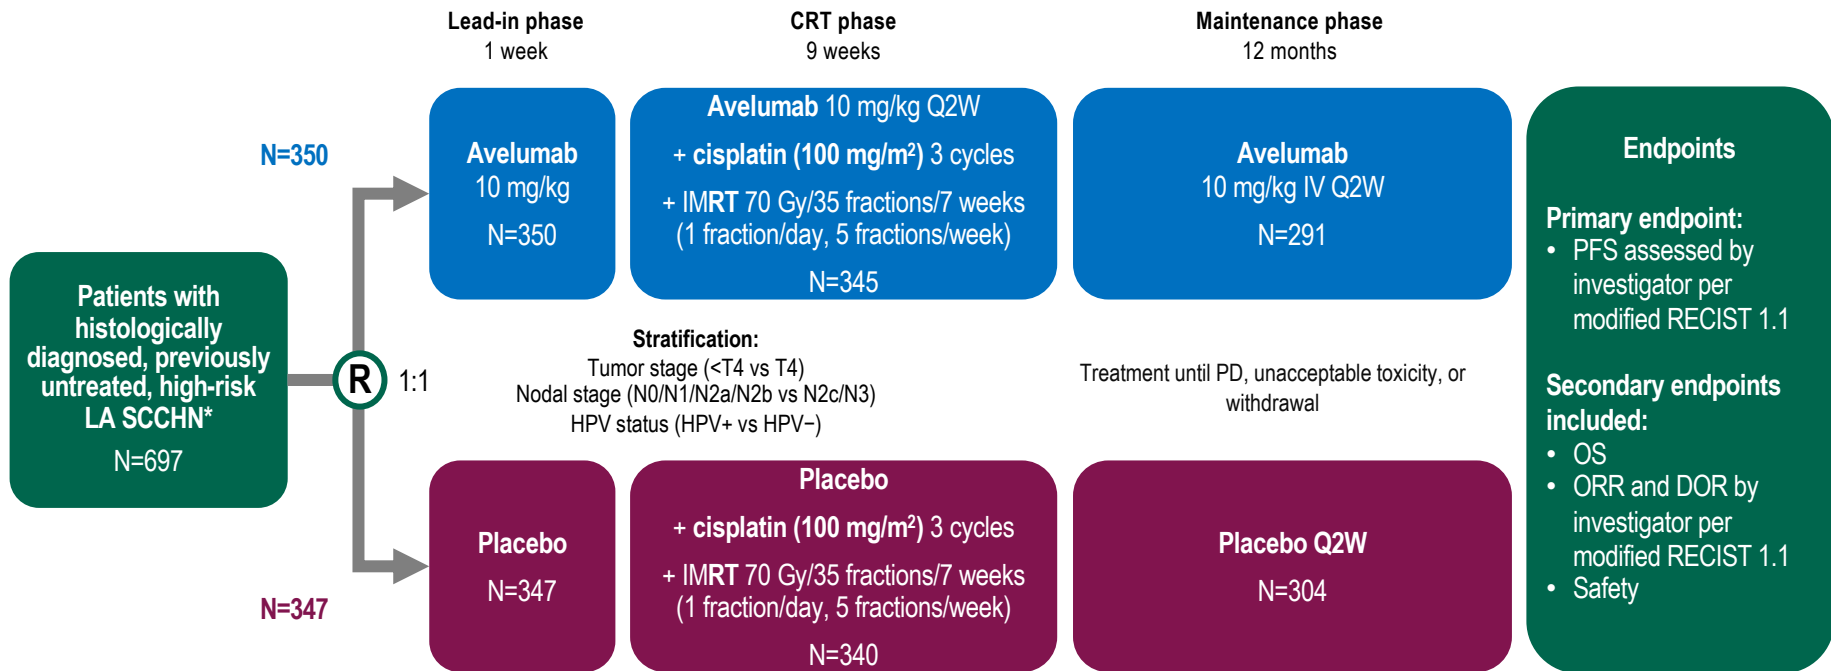 Lead-in phase
1 week
CRT phase
9 weeks
Maintenance phase
12 months
Patients with
histologically
diagnosed, previously
untreated, high-risk
LA SCCHN*
N=697
R
1:1
N=350
Avelumab
10 mg/kg
N=350
Avelumab 10 mg/kg Q2W
+ cisplatin (100 mg/m²) 3 cycles
+ IMRT 70 Gy/35 fractions/7 weeks
(1 fraction/day, 5 fractions/week)
N=345
Avelumab
10 mg/kg IV Q2W
N=291
Stratification:
Tumor stage (<T4 vs T4)
Nodal stage (N0/N1/N2a/N2b vs N2c/N3)
HPV status (HPV+ vs HPV−)
Treatment until PD, unacceptable toxicity, or
withdrawal
N=347
Placebo
N=347
Placebo
+ cisplatin (100 mg/m²) 3 cycles
+ IMRT 70 Gy/35 fractions/7 weeks
(1 fraction/day, 5 fractions/week)
N=340
Placebo Q2W
N=304
Endpoints
Primary endpoint:
• PFS assessed by
investigator per
modified RECIST 1.1
Secondary endpoints
included:
• OS
• ORR and DOR by
investigator per
modified RECIST 1.1
• Safety